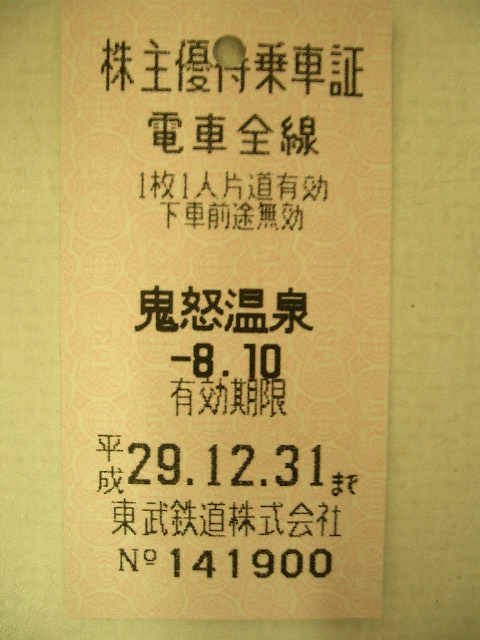 株主優待乗車証
電車全線
1枚1人片道有効
下車前途無効
鬼怒温泉
-8.10
有効期限
平成29.12.31まで
東武鉄道株式会社
Nº141900